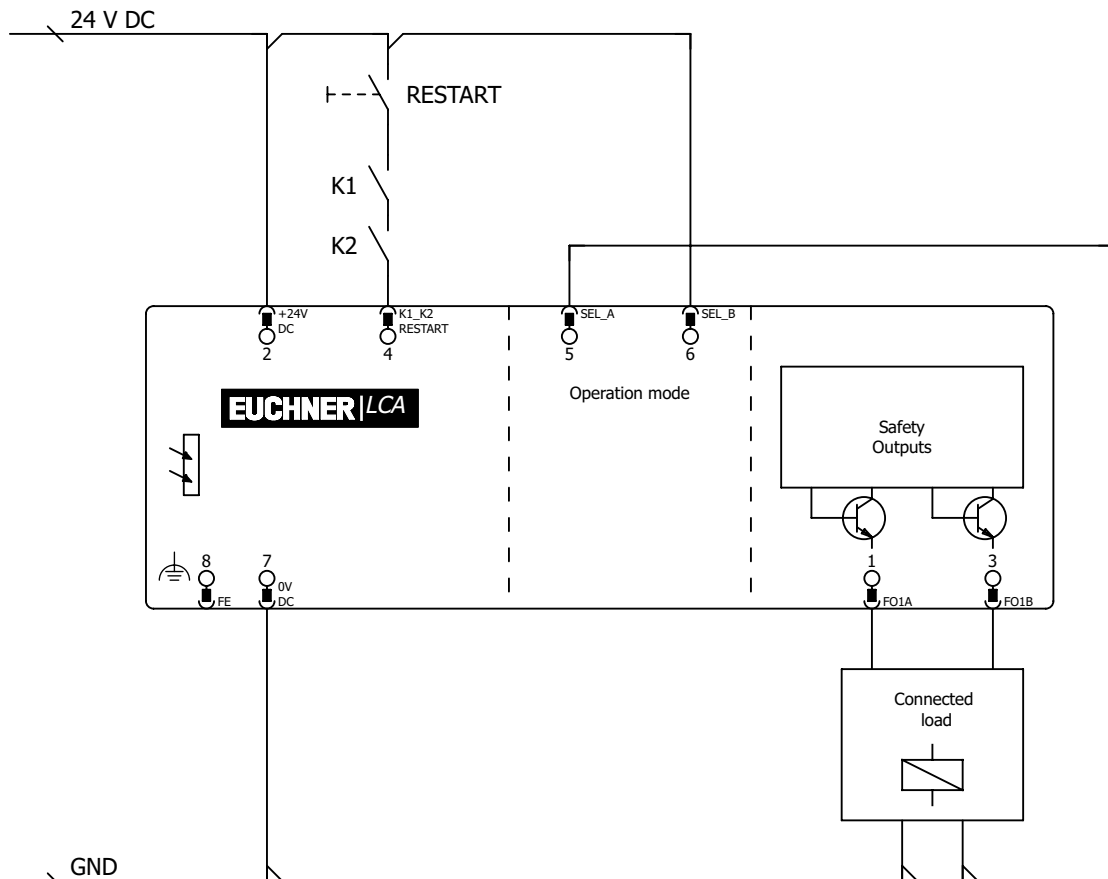 24 V DC
RESTART
K1
K2
+24V
DC
K1_K2
RESTART
SEL_A
SEL_B
2
4
5
6
EUCHNER LCA
Operation mode
Safety
Outputs
8
7
1
3
FE
0V
DC
FO1A
FO1B
Connected
load
GND